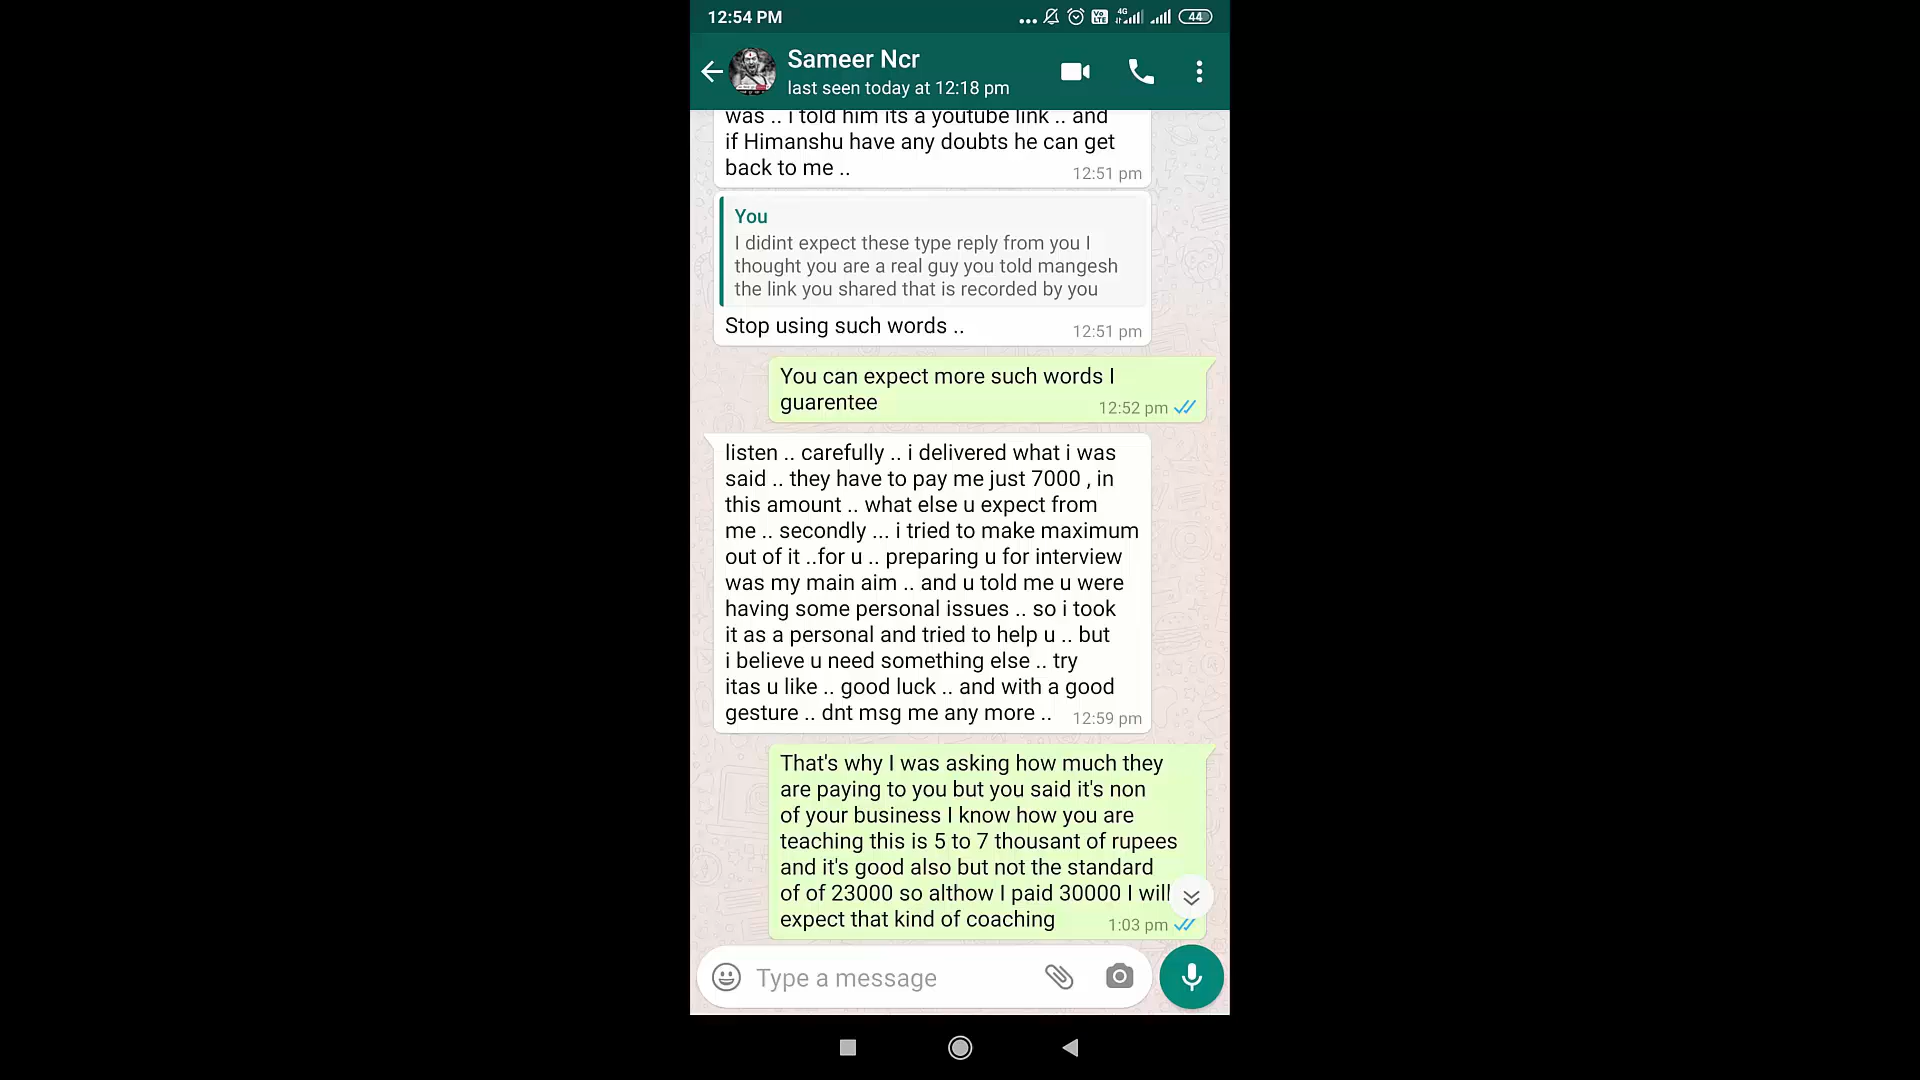 12:54 PM
4G
Vo
LTE
44
Sameer Ncr
last seen today at 12:18 pm
was .. i told him its a youtube link .. and
if Himanshu have any doubts he can get
back to me ..
12:51 pm
You
I didint expect these type reply from you I
thought you are a real guy you told mangesh
the link you shared that is recorded by you
Stop using such words ..
12:51 pm
You can expect more such words I
guarentee
12:52 pm
listen .. carefully .. i delivered what i was
said .. they have to pay me just 7000 , in
this amount .. what else u expect from
me .. secondly ... i tried to make maximum
out of it ..for u .. preparing u for interview
was my main aim .. and u told me u were
having some personal issues .. so i took
it as a personal and tried to help u .. but
i believe u need something else .. try
itas u like .. good luck .. and with a good
gesture .. dnt msg me any more ..
12:59 pm
That's why I was asking how much they
are paying to you but you said it's non
of your business I know how you are
teaching this is 5 to 7 thousant of rupees
and it's good also but not the standard
of of 23000 so althow I paid 30000 I will
expect that kind of coaching
1:03 pm
Type a message